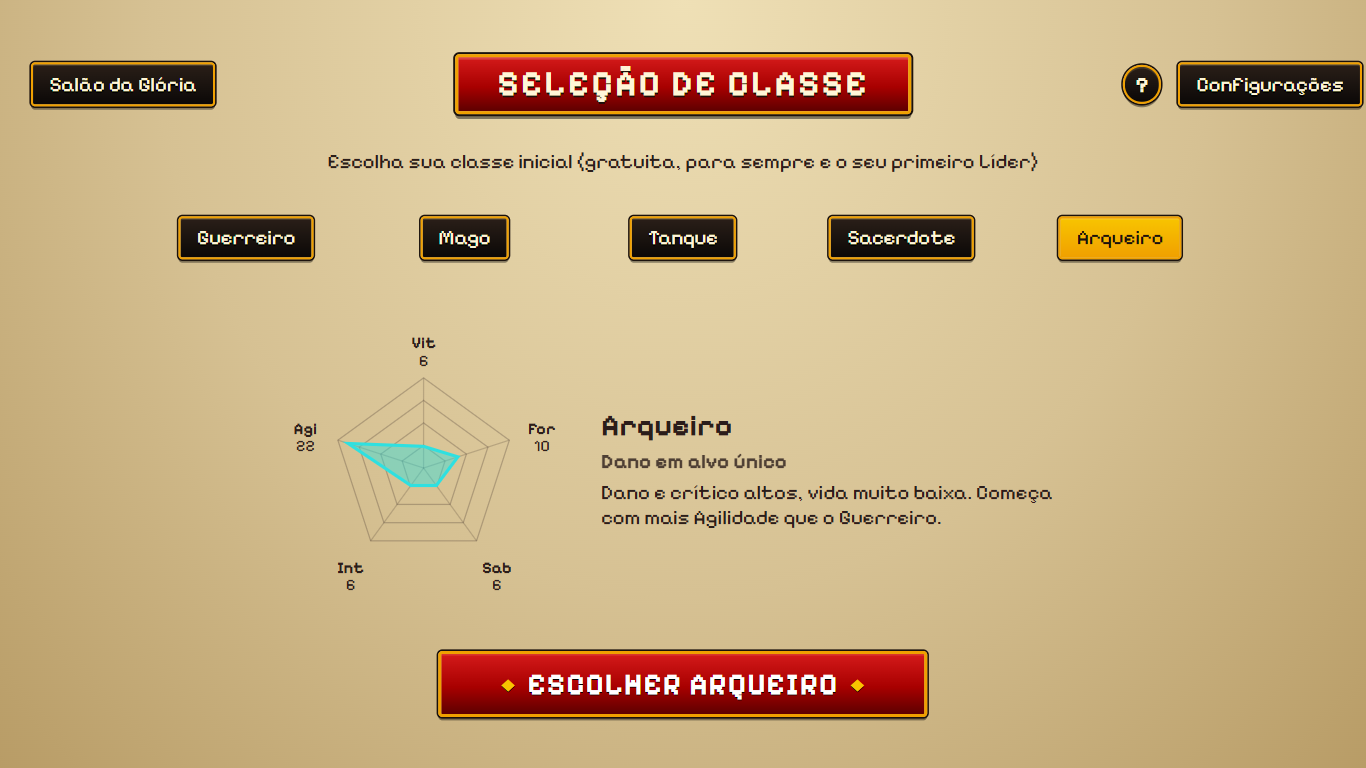 Salão da Glória
SELEÇÃO DE CLASSE
?
Configurações
Escolha sua classe inicial (gratuita, para sempre e o seu primeiro Líder)
Guerreiro
Mago
Tanque
Sacerdote
Arqueiro
Vit
6
Agi
22
For
10
Int
6
Sab
6
Arqueiro
Dano em alvo único
Dano e crítico altos, vida muito baixa. Começa
com mais Agilidade que o Guerreiro.
ESCOLHER ARQUEIRO